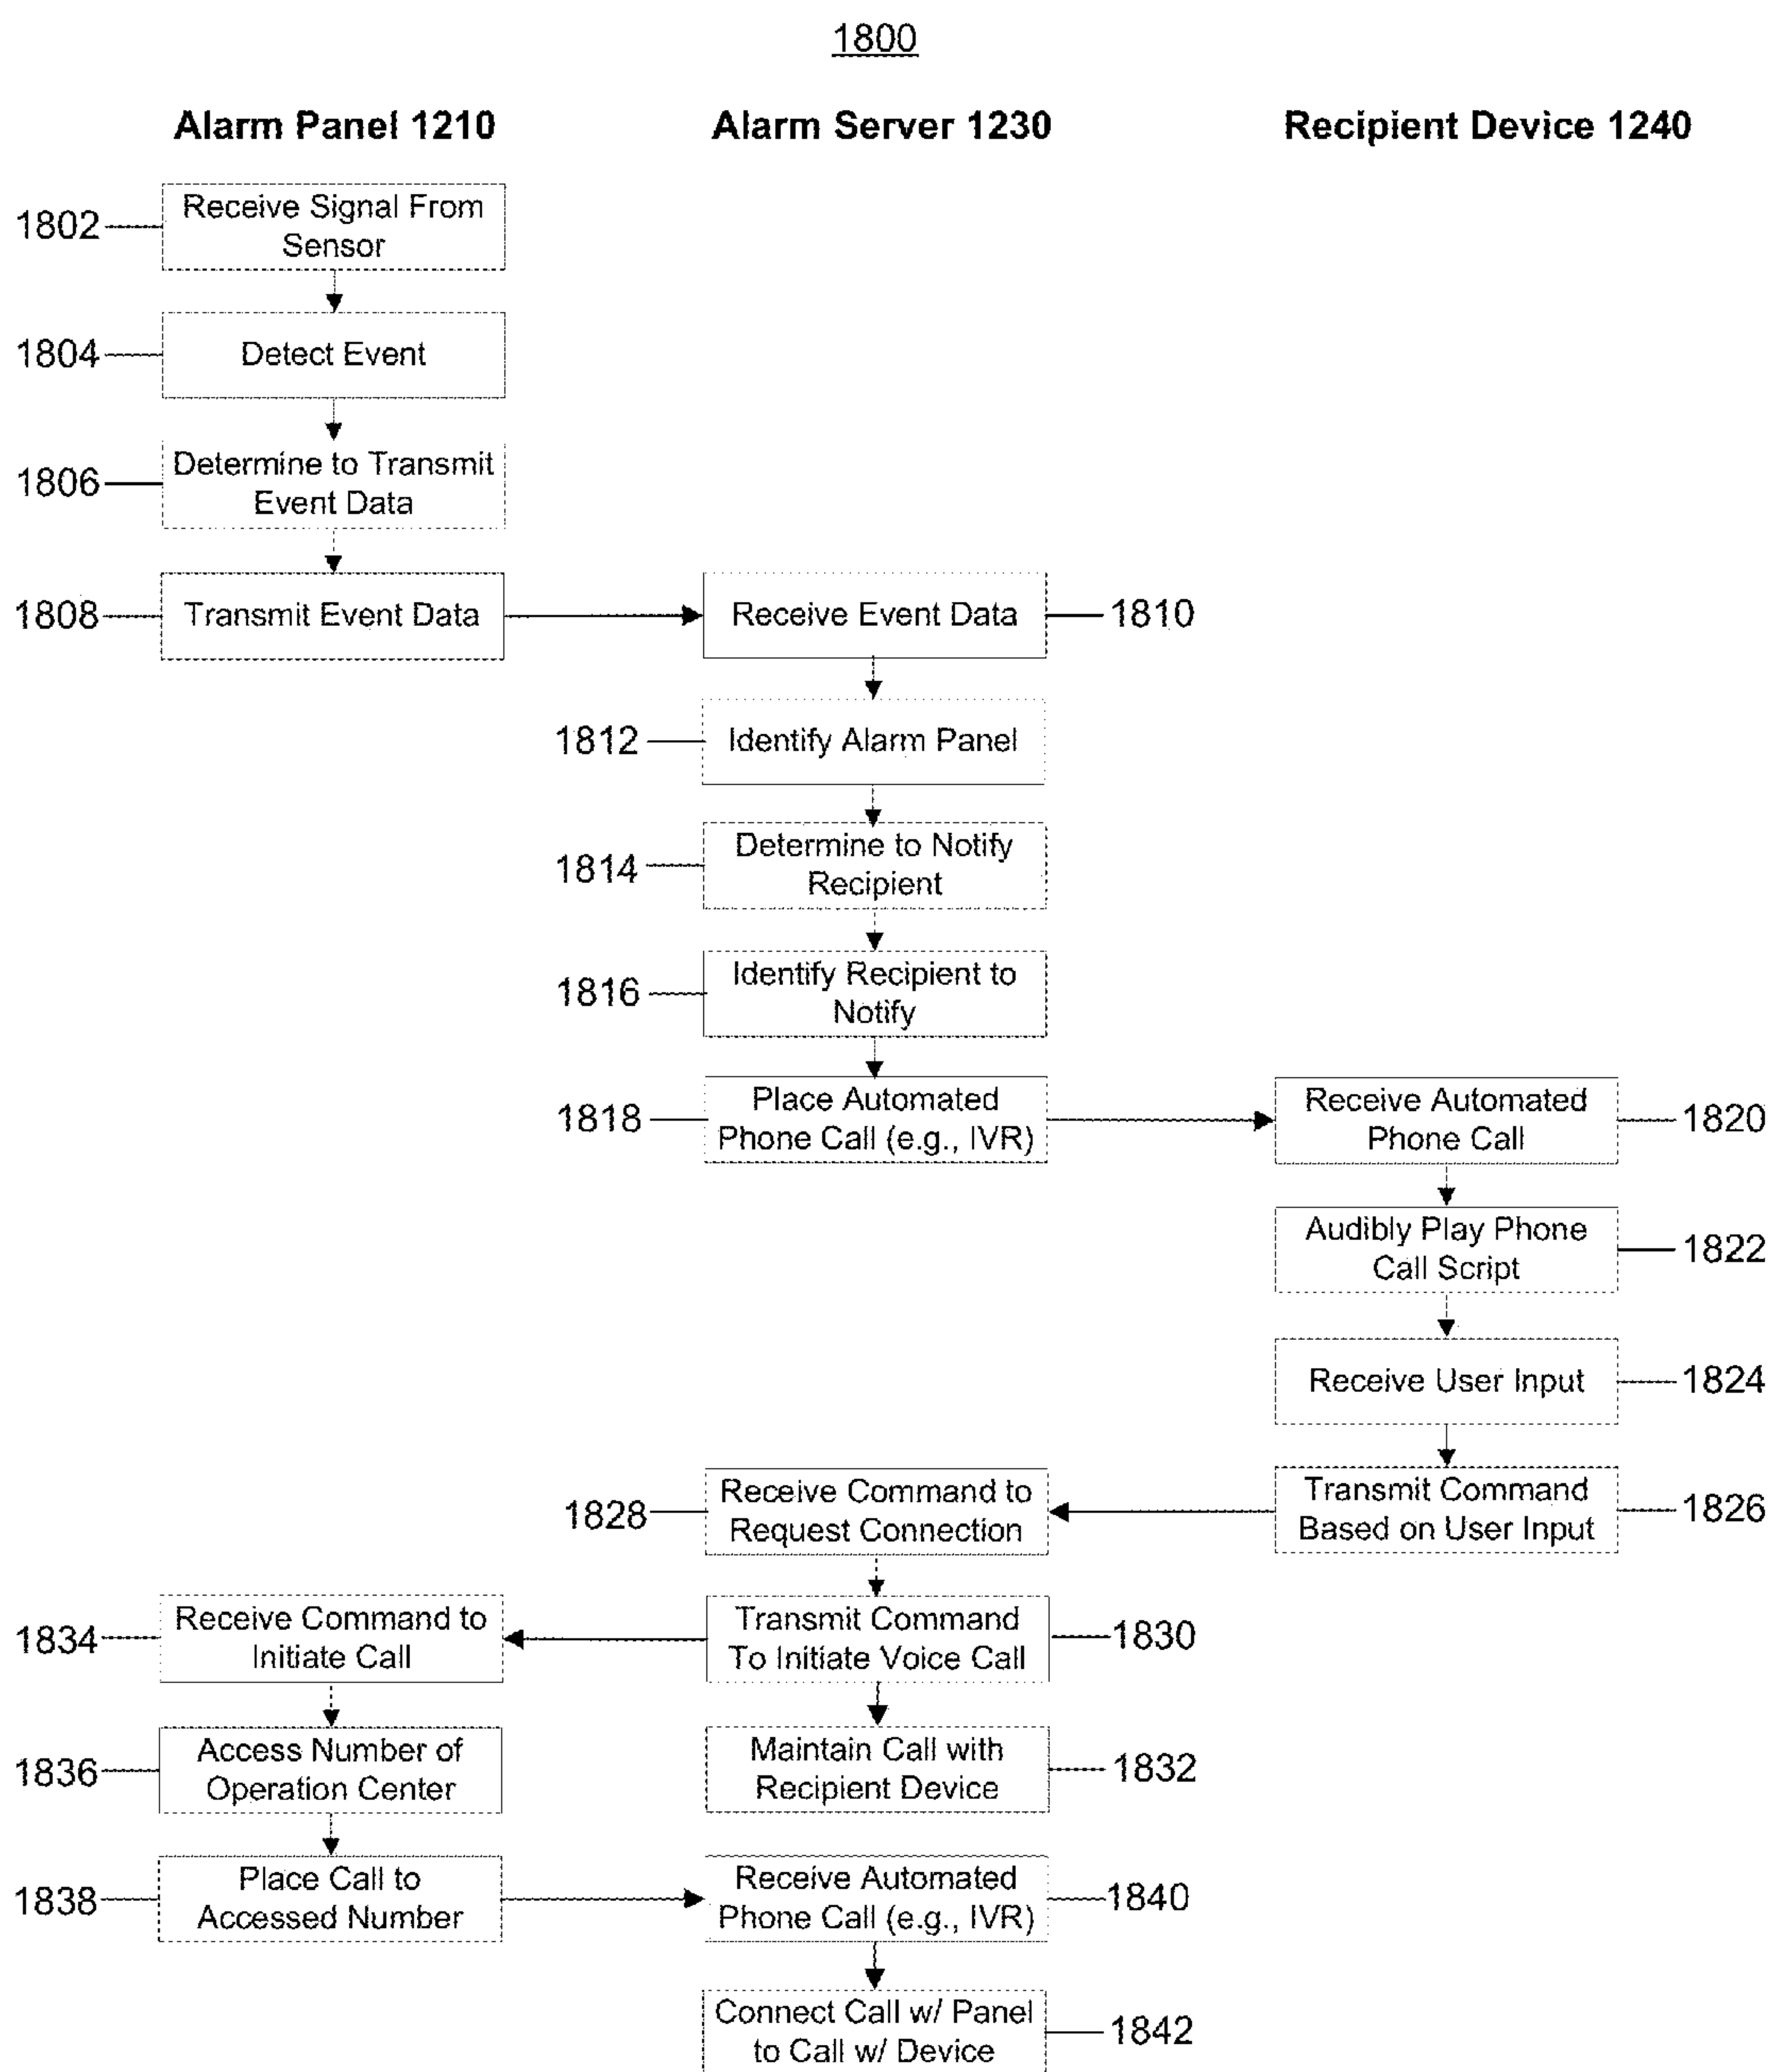 1800
Alarm Panel 1210
Alarm Server 1230
Recipient Device 1240
1802
Receive Signal From
Sensor
1804
Detect Event
1806
Determine to Transmit
Event Data
1808
Transmit Event Data
Receive Event Data
1810
1812
Identify Alarm Panel
1814
Determine to Notify
Recipient
1816
Identify Recipient to
Notify
1818
Place Automated
Phone Call (e.g., IVR)
Receive Automated
Phone Call
1820
Audibly Play Phone
Call Script
1822
Receive User Input
1824
1828
Receive Command to
Request Connection
Transmit Command
Based on User Input
1826
1834
Receive Command to
Initiate Call
Transmit Command
To Initiate Voice Call
1830
1836
Access Number of
Operation Center
Maintain Call with
Recipient Device
1832
1838
Place Call to
Accessed Number
Receive Automated
Phone Call (e.g., IVR)
1840
Connect Call w/ Panel
to Call w/ Device
1842